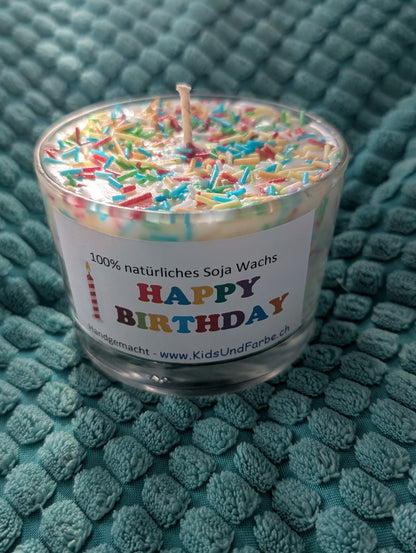 100% natürliches Soja Wachs
HAPPY
BIRTHDAY
Handgemacht - www.KidsUndFarbe.ch